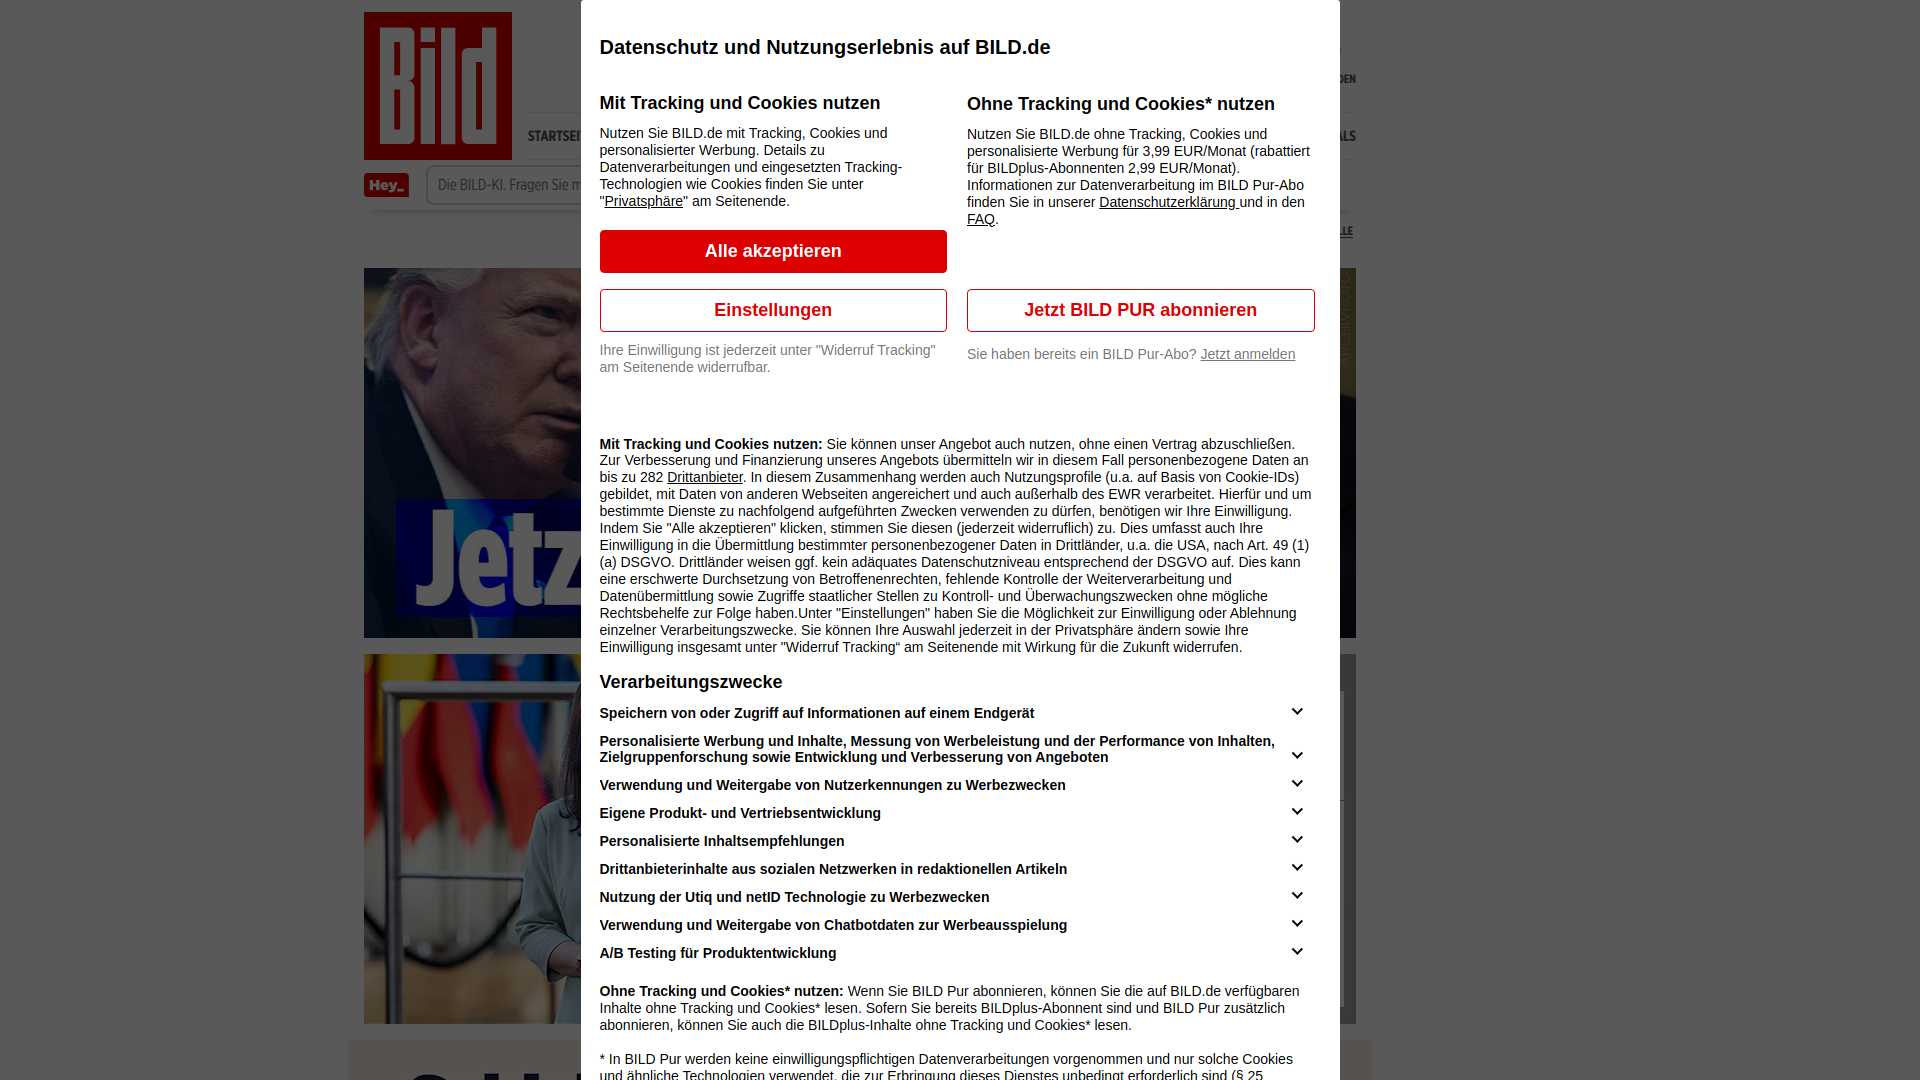 Bild
Datenschutz und Nutzungserlebnis auf BILD.de
DEN
STARTSEI
ALS
Hey_
Die BILD-KI. Fragen Sie m
LLE
Mit Tracking und Cookies nutzen
Nutzen Sie BILD.de mit Tracking, Cookies und
personalisierter Werbung. Details zu
Datenverarbeitungen und eingesetzten Tracking-
Technologien wie Cookies finden Sie unter
"Privatsphäre" am Seitenende.
Alle akzeptieren
Einstellungen
Ihre Einwilligung ist jederzeit unter "Widerruf Tracking"
am Seitenende widerrufbar.
Ohne Tracking und Cookies* nutzen
Nutzen Sie BILD.de ohne Tracking, Cookies und
personalisierte Werbung für 3,99 EUR/Monat (rabattiert
für BILDplus-Abonnenten 2,99 EUR/Monat).
Informationen zur Datenverarbeitung im BILD Pur-Abo
finden Sie in unserer Datenschutzerklärung und in den
FAQ.
Jetzt BILD PUR abonnieren
Sie haben bereits ein BILD Pur-Abo? Jetzt anmelden
Jetz
Mit Tracking und Cookies nutzen: Sie können unser Angebot auch nutzen, ohne einen Vertrag abzuschließen.
Zur Verbesserung und Finanzierung unseres Angebots übermitteln wir in diesem Fall personenbezogene Daten an
bis zu 282 Drittanbieter. In diesem Zusammenhang werden auch Nutzungsprofile (u.a. auf Basis von Cookie-IDs)
gebildet, mit Daten von anderen Webseiten angereichert und auch außerhalb des EWR verarbeitet. Hierfür und um
bestimmte Dienste zu nachfolgend aufgeführten Zwecken verwenden zu dürfen, benötigen wir Ihre Einwilligung.
Indem Sie "Alle akzeptieren" klicken, stimmen Sie diesen (jederzeit widerruflich) zu. Dies umfasst auch Ihre
Einwilligung in die Übermittlung bestimmter personenbezogener Daten in Drittländer, u.a. die USA, nach Art. 49 (1)
(a) DSGVO. Drittländer weisen ggf. kein adäquates Datenschutzniveau entsprechend der DSGVO auf. Dies kann
eine erschwerte Durchsetzung von Betroffenenrechten, fehlende Kontrolle der Weiterverarbeitung und
Datenübermittlung sowie Zugriffe staatlicher Stellen zu Kontroll- und Überwachungszwecken ohne mögliche
Rechtsbehelfe zur Folge haben.Unter "Einstellungen" haben Sie die Möglichkeit zur Einwilligung oder Ablehnung
einzelner Verarbeitungszwecke. Sie können Ihre Auswahl jederzeit in der Privatsphäre ändern sowie Ihre
Einwilligung insgesamt unter "Widerruf Tracking“ am Seitenende mit Wirkung für die Zukunft widerrufen.
Verarbeitungszwecke
Speichern von oder Zugriff auf Informationen auf einem Endgerät
Personalisierte Werbung und Inhalte, Messung von Werbeleistung und der Performance von Inhalten,
Zielgruppenforschung sowie Entwicklung und Verbesserung von Angeboten
Verwendung und Weitergabe von Nutzerkennungen zu Werbezwecken
Eigene Produkt- und Vertriebsentwicklung
Personalisierte Inhaltsempfehlungen
Drittanbieterinhalte aus sozialen Netzwerken in redaktionellen Artikeln
Nutzung der Utiq und netID Technologie zu Werbezwecken
Verwendung und Weitergabe von Chatbotdaten zur Werbeausspielung
A/B Testing für Produktentwicklung
Ohne Tracking und Cookies* nutzen: Wenn Sie BILD Pur abonnieren, können Sie die auf BILD.de verfügbaren
Inhalte ohne Tracking und Cookies* lesen. Sofern Sie bereits BILDplus-Abonnent sind und BILD Pur zusätzlich
abonnieren, können Sie auch die BILDplus-Inhalte ohne Tracking und Cookies* lesen.
* In BILD Pur werden keine einwilligungspflichtigen Datenverarbeitungen vorgenommen und nur solche Cookies
und ähnliche Technologien verwendet, die zur Erbringung dieses Dienstes unbedingt erforderlich sind (§ 25